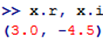 >> x.r, x.i
(3.0, -4.5)